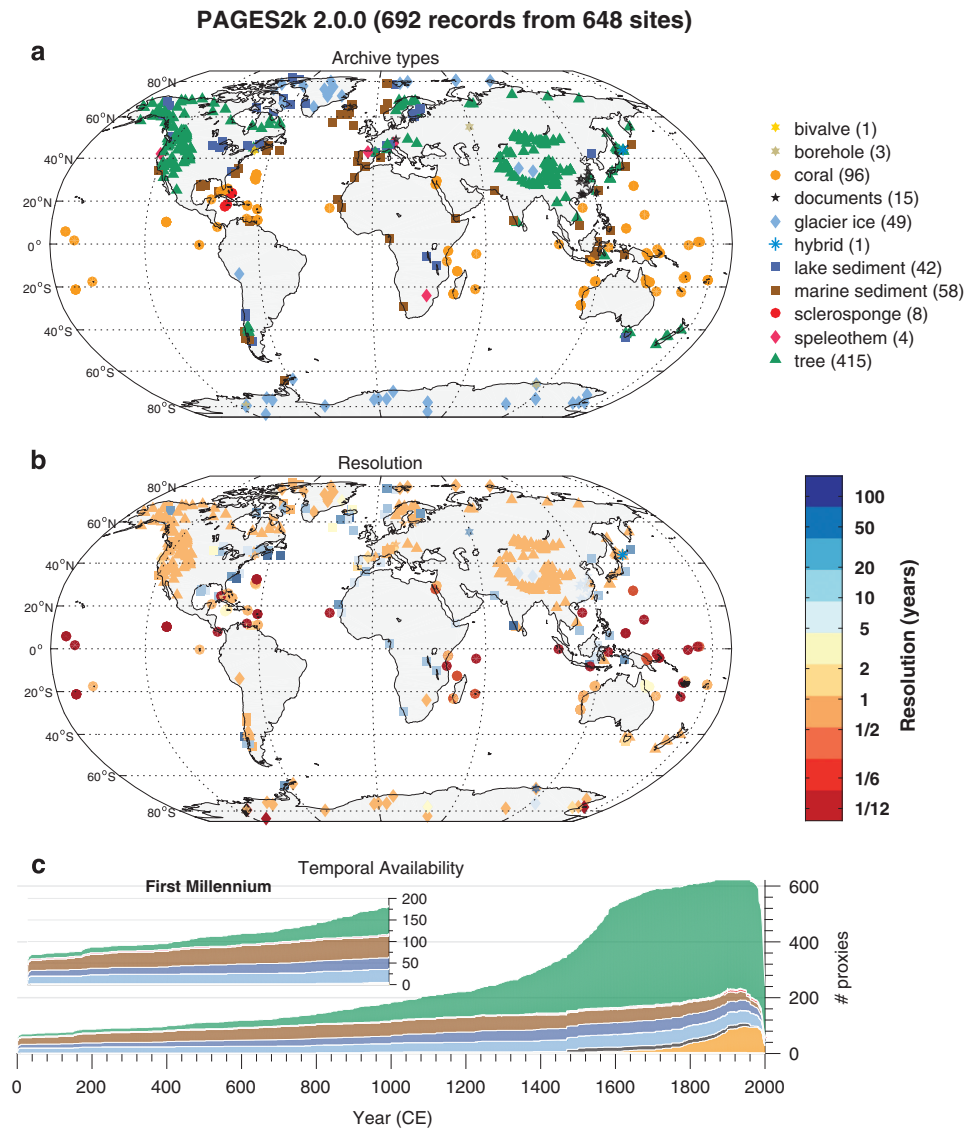 PAGES2k 2.0.0 (692 records from 648 sites)
a
Archive types
80°N
60°N
40°N
20°N
0°
20°S
40°S
60°S
80°S
bivalve (1)
borehole (3)
coral (96)
documents (15)
glacier ice (49)
hybrid (1)
lake sediment (42)
marine sediment (58)
sclerosponge (8)
speleothem (4)
tree (415)
b
Resolution
80°N
60°N
40°N
20°N
0°
20°S
40°S
60°S
80°S
100
50
20
10
5
2
1
1/2
1/6
1/12
Resolution (years)
c
Temporal Availability
First Millennium
200
150
100
50
0
600
400
200
0
# proxies
0 200 400 600 800 1000 1200 1400 1600 1800 2000
Year (CE)